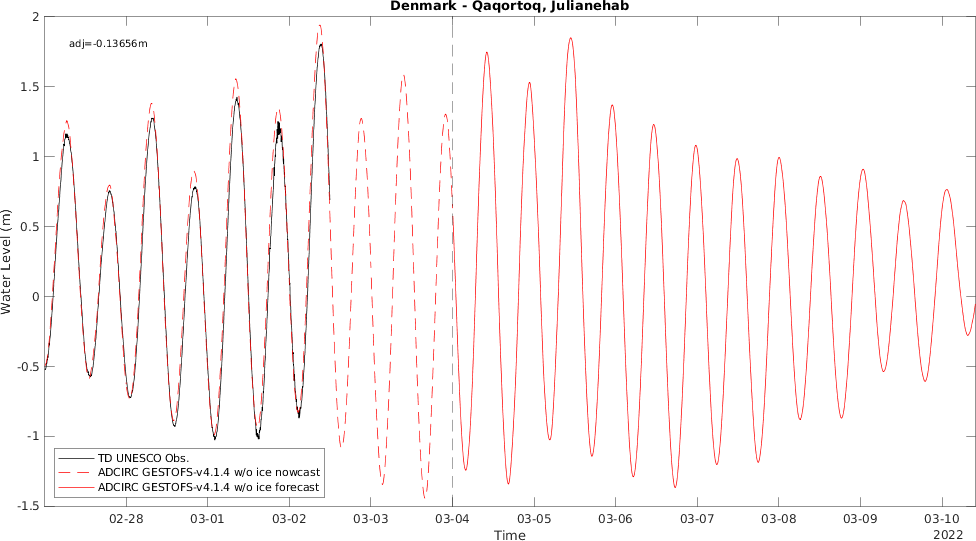 Denmark - Qaqortoq, Julianehab
adj=-0.13656m
2
1.5
1
0.5
0
-0.5
-1
-1.5
Water Level (m)
TD UNESCO Obs.
ADCIRC GESTOFS-v4.1.4 w/o ice nowcast
ADCIRC GESTOFS-v4.1.4 w/o ice forecast
02-28 03-01 03-02 03-03 03-04 03-05 03-06 03-07 03-08 03-09 03-10
Time
2022